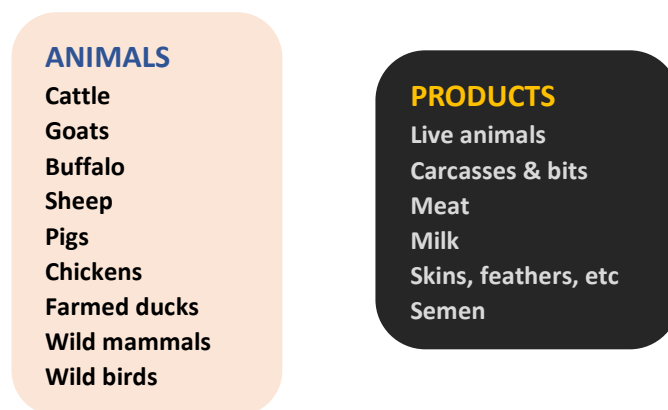 ANIMALS
Cattle
Goats
Buffalo
Sheep
Pigs
Chickens
Farmed ducks
Wild mammals
Wild birds
PRODUCTS
Live animals
Carcasses & bits
Meat
Milk
Skins, feathers, etc
Semen